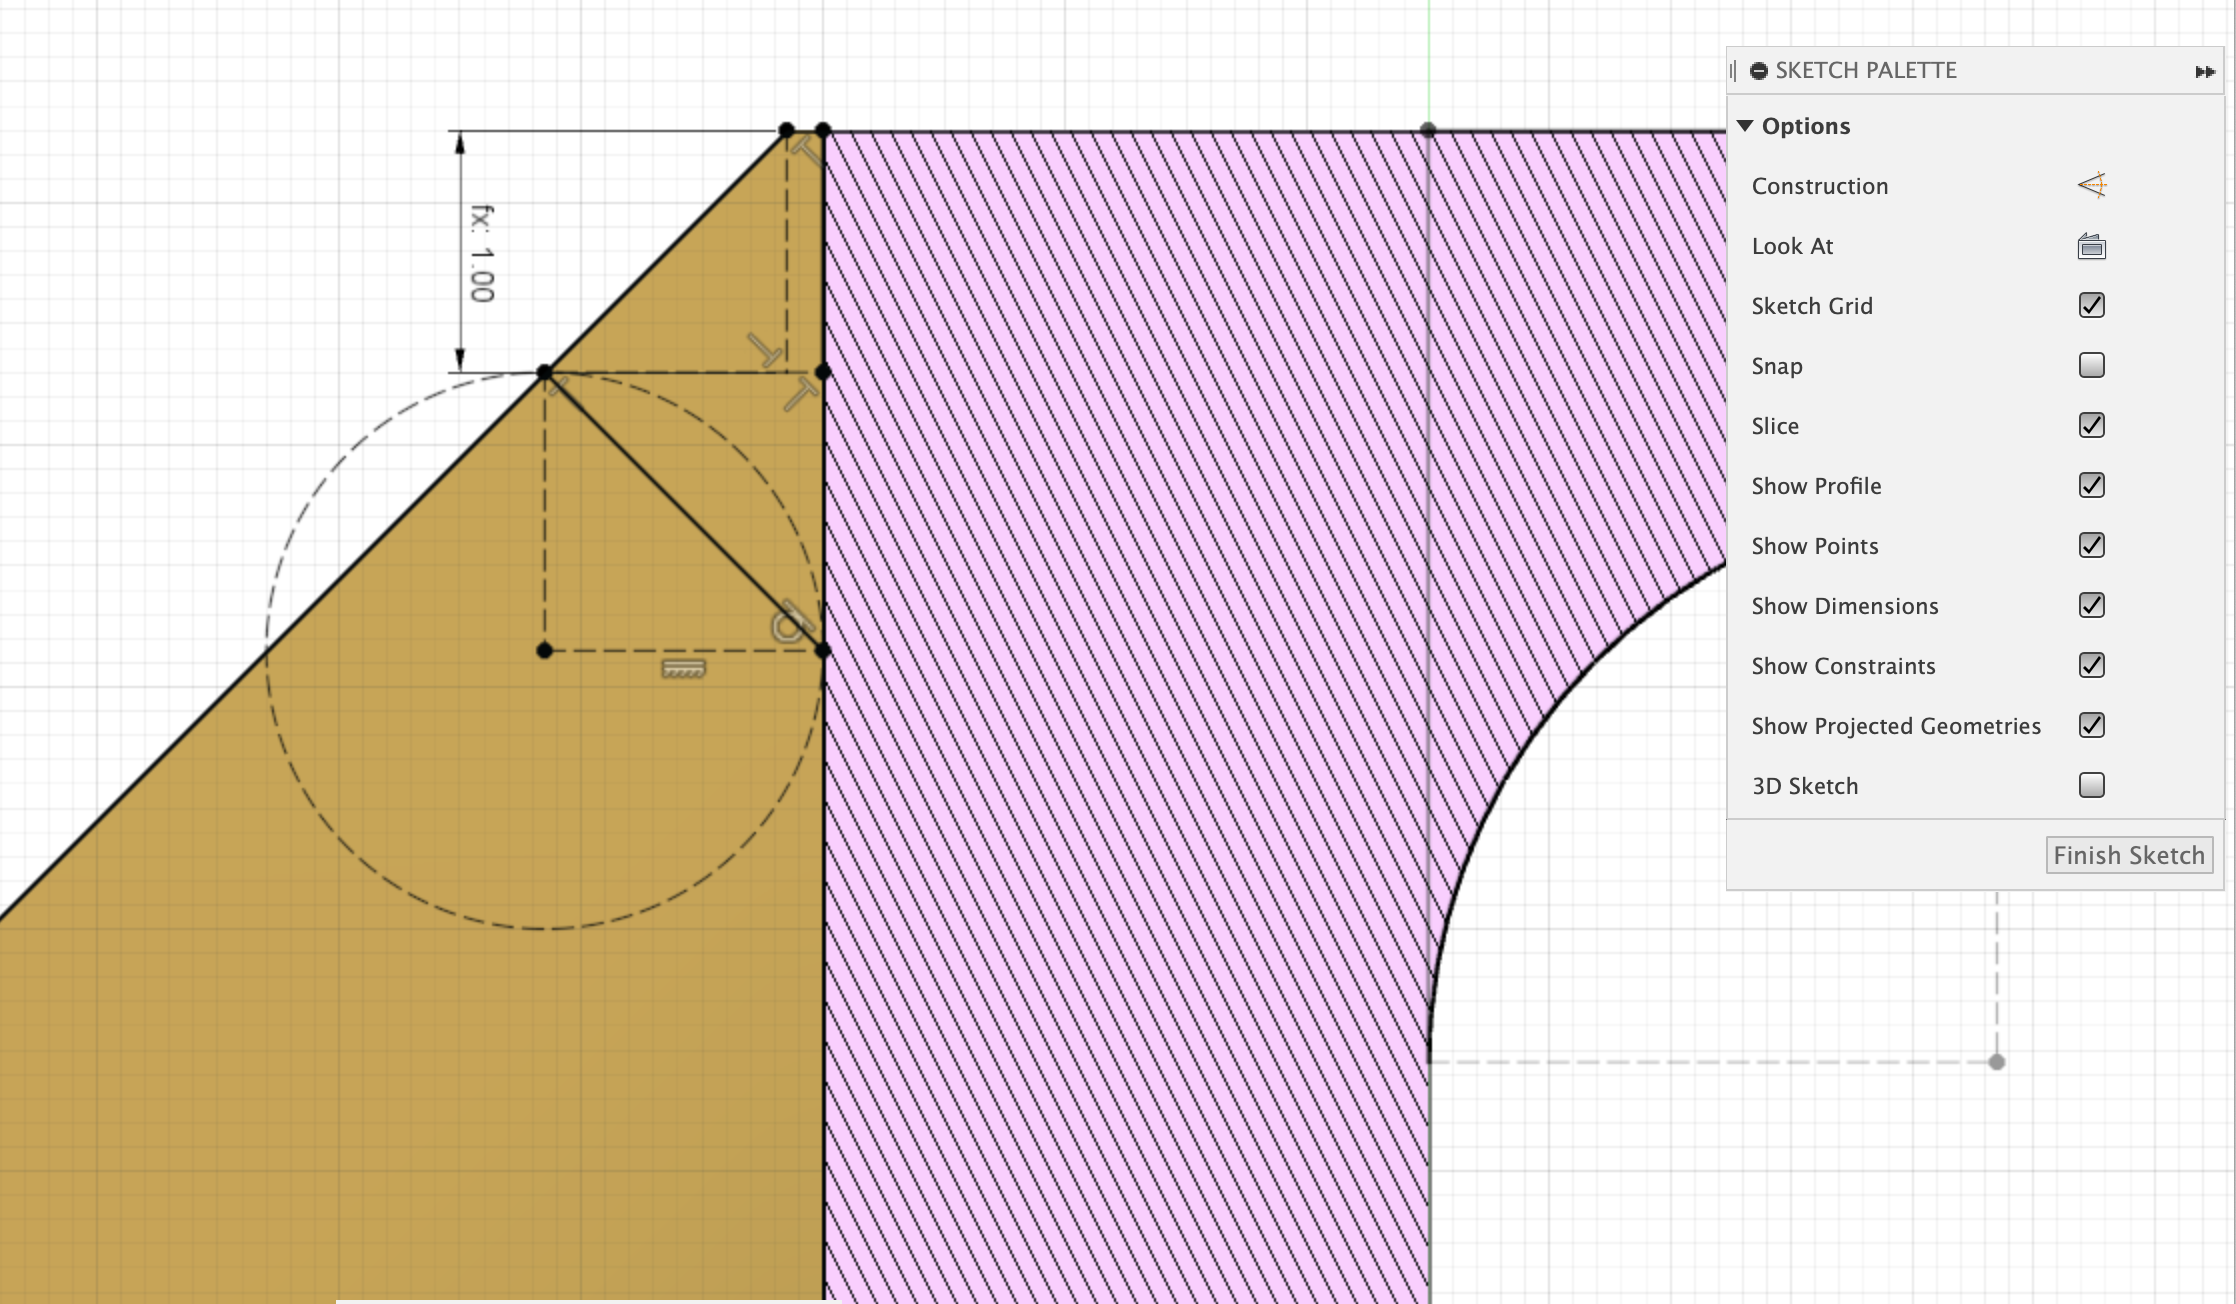 fx: 1.00
SKETCH PALETTE
Options
Construction
Look At
Sketch Grid
Snap
Slice
Show Profile
Show Points
Show Dimensions
Show Constraints
Show Projected Geometries
3D Sketch
Finish Sketch